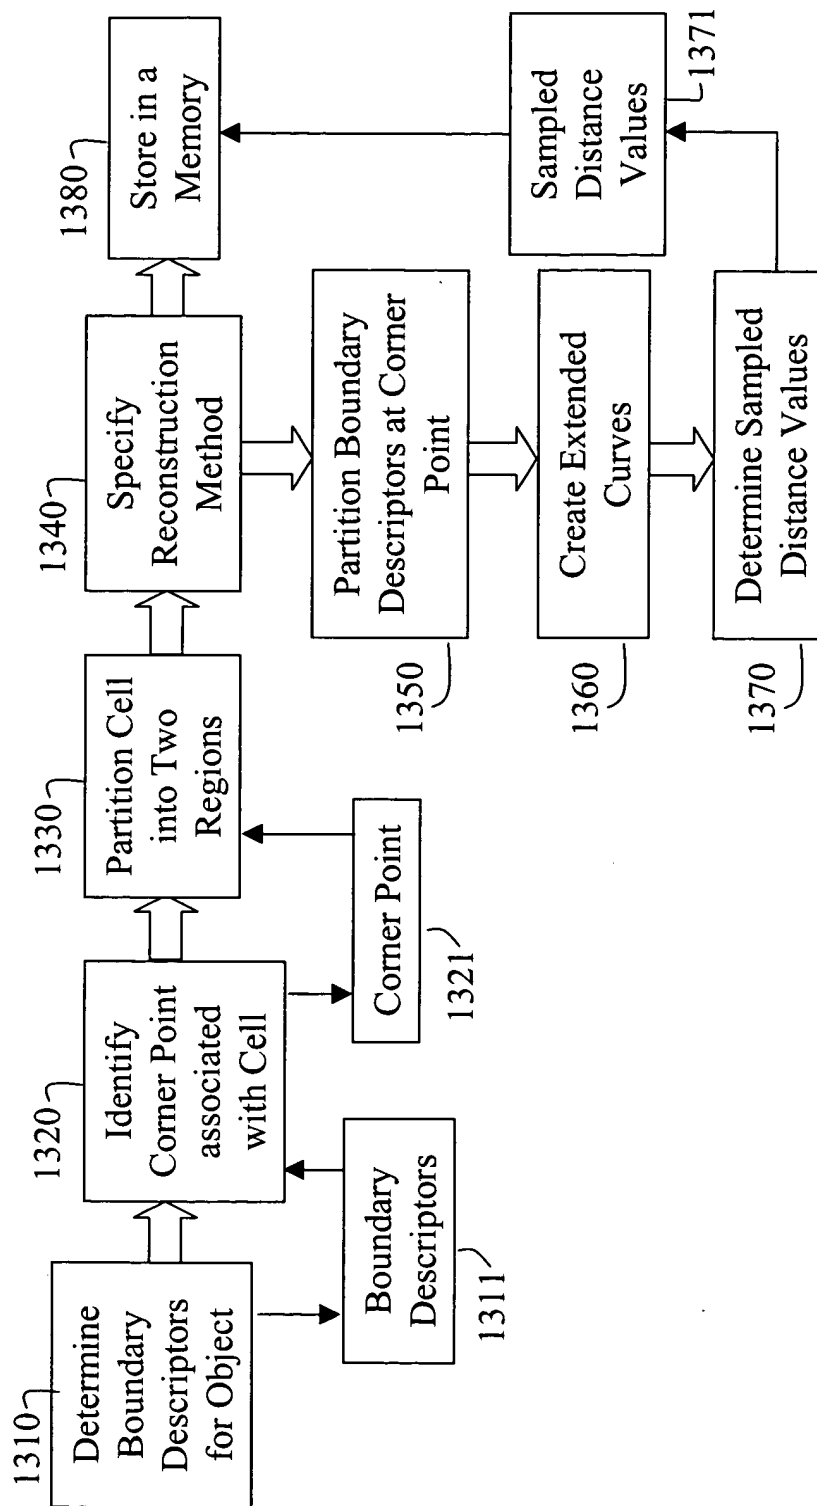 1310
Determine
Boundary
Descriptors
for Object
Boundary
Descriptors
1311
1320
Identify
Corner Point
associated
with Cell
Corner Point
1321
1330
Partition Cell
into Two
Regions
1340
Specify
Reconstruction
Method
1380
Store in a
Memory
1350
Partition Boundary
Descriptors at Corner
Point
1360
Create Extended
Curves
1370
Determine Sampled
Distance Values
Sampled
Distance
Values
1371